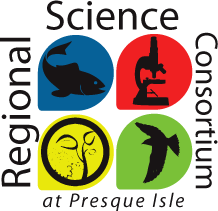 Regional
Science
Consortium
at Presque Isle